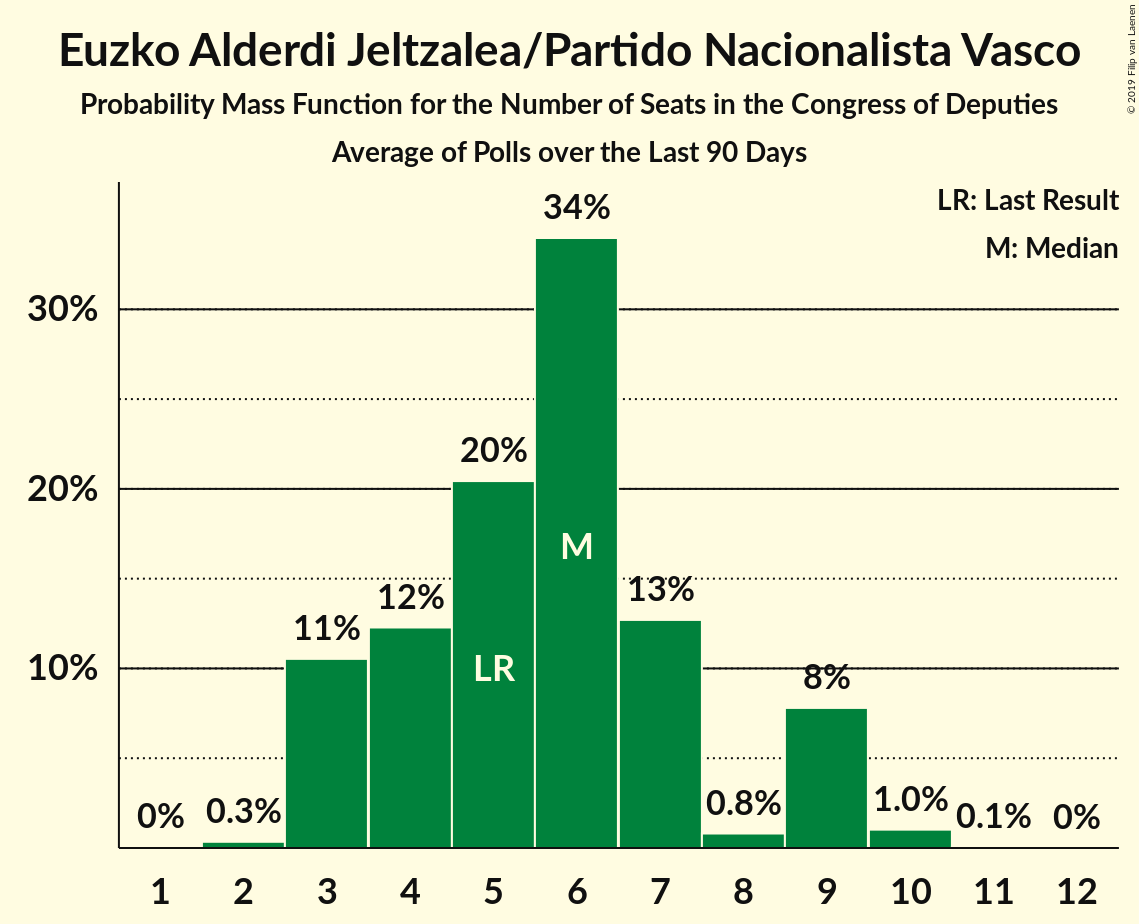 Euzko Alderdi Jeltzalea/Partido Nacionalista Vasco
Probability Mass Function for the Number of Seats in the Congress of Deputies
Average of Polls over the Last 90 Days
© 2019 Filip van Laenen
LR: Last Result
M: Median
34%
30%
20%
20%
M
13%
12%
11%
10%
LR
8%
0%
0.3%
0.8%
1.0%
0.1%
0%
1 2 3 4 5 6 7 8 9 10 11 12